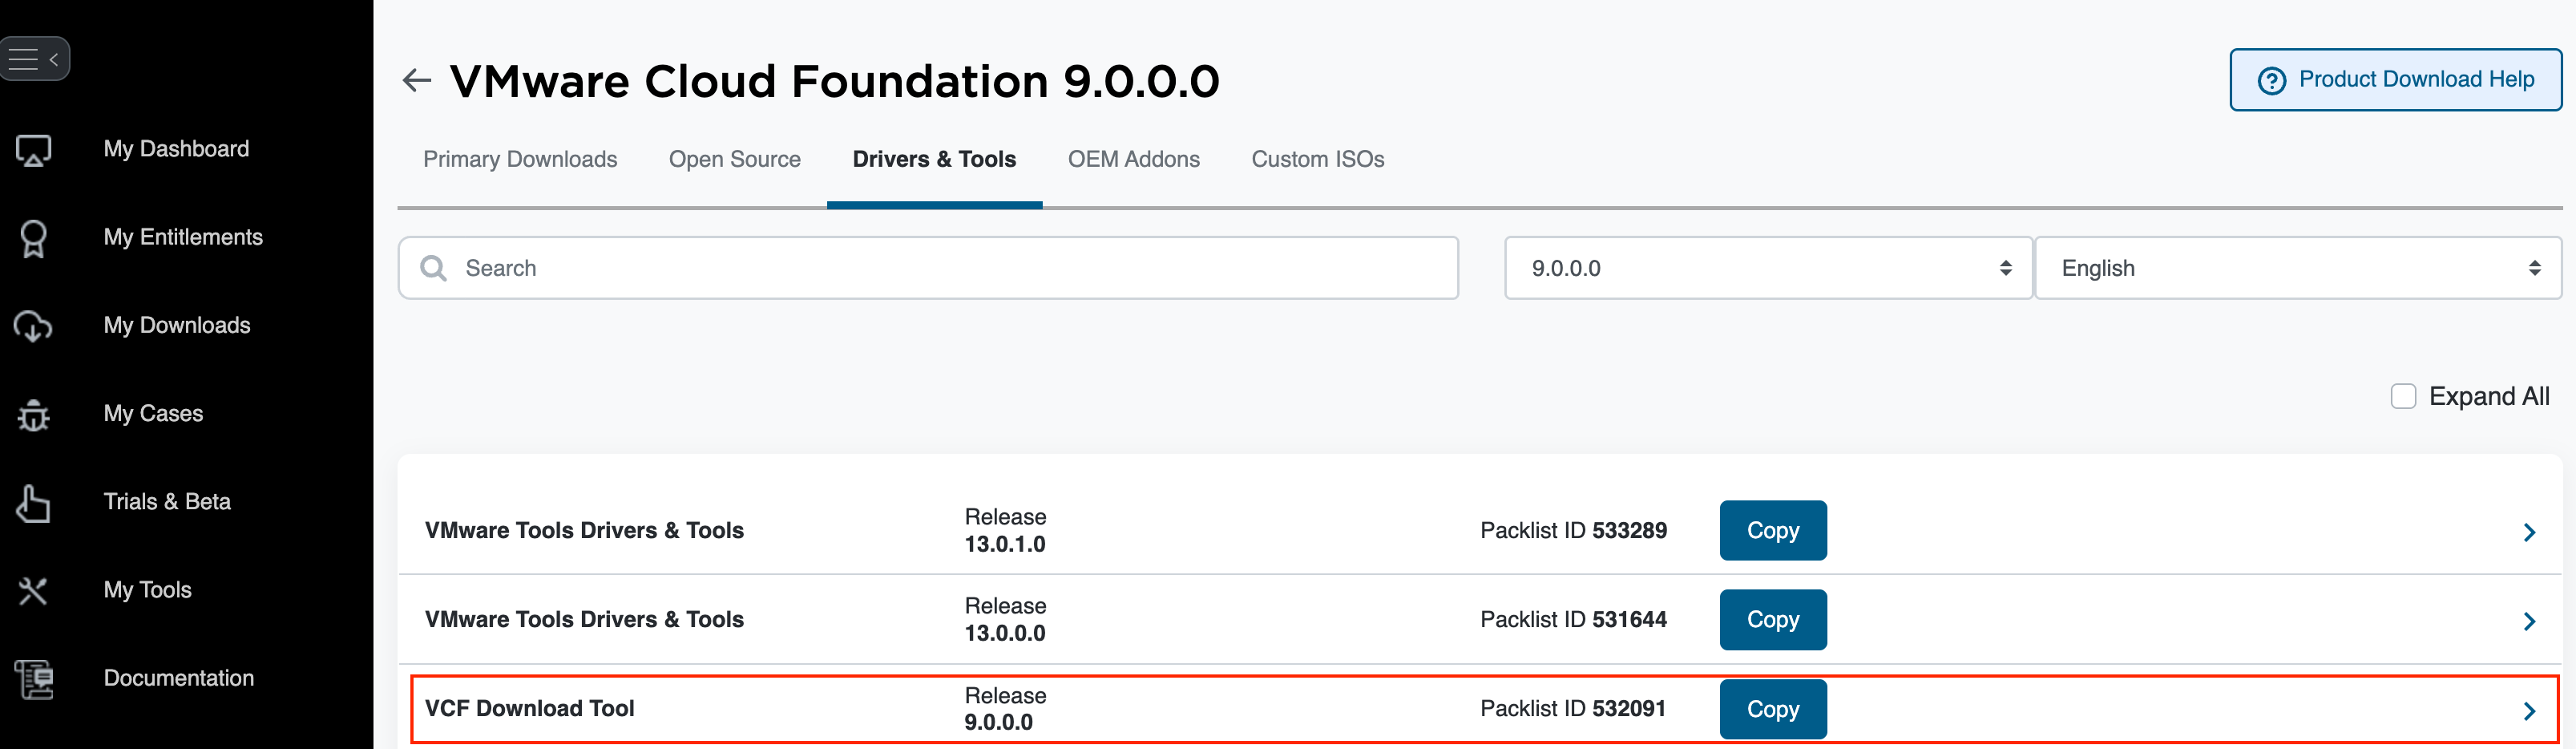 VMware Cloud Foundation 9.0.0.0
Product Download Help
My Dashboard
My Entitlements
My Downloads
My Cases
Trials & Beta
My Tools
Documentation
Primary Downloads Open Source Drivers & Tools OEM Addons Custom ISOs
Search 9.0.0.0 English
Expand All
VMware Tools Drivers & Tools Release 13.0.1.0 Packlist ID 533289 Copy
VMware Tools Drivers & Tools Release 13.0.0.0 Packlist ID 531644 Copy
VCF Download Tool Release 9.0.0.0 Packlist ID 532091 Copy